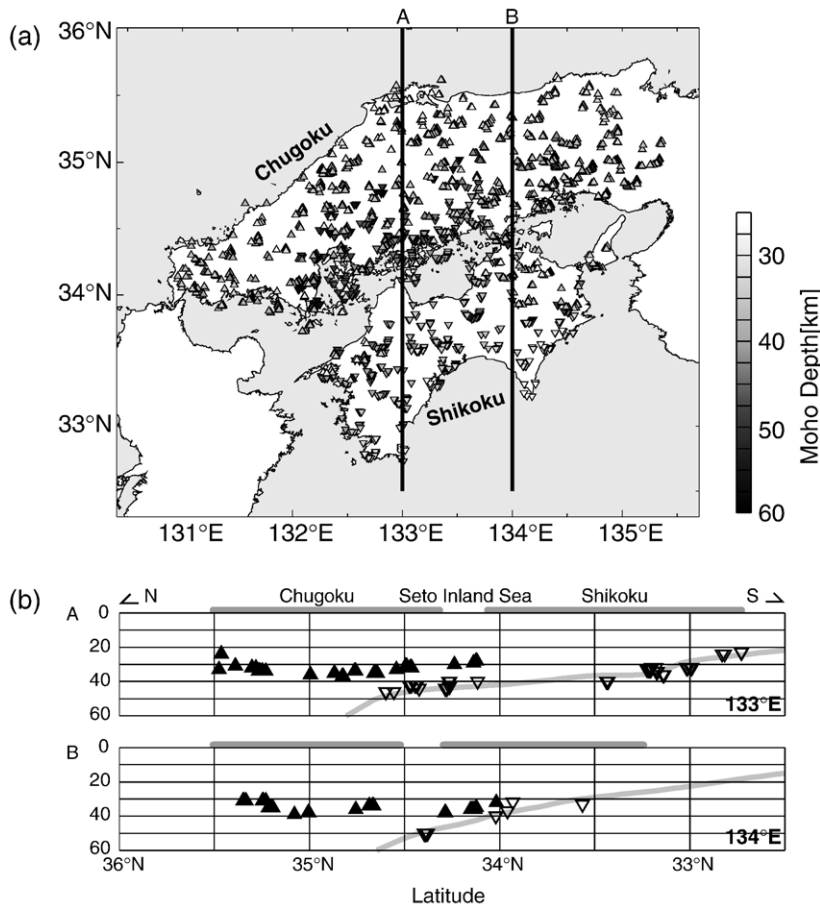 (a)
A B
36°N
35°N
34°N
33°N
131°E 132°E 133°E 134°E 135°E
Chugoku
Shikoku
30
40
50
60
Moho Depth[km]
(b)
N Chugoku Seto Inland Sea Shikoku S
A
0
20
40
60
133°E
B
0
20
40
60
134°E
36°N 35°N 34°N 33°N
Latitude